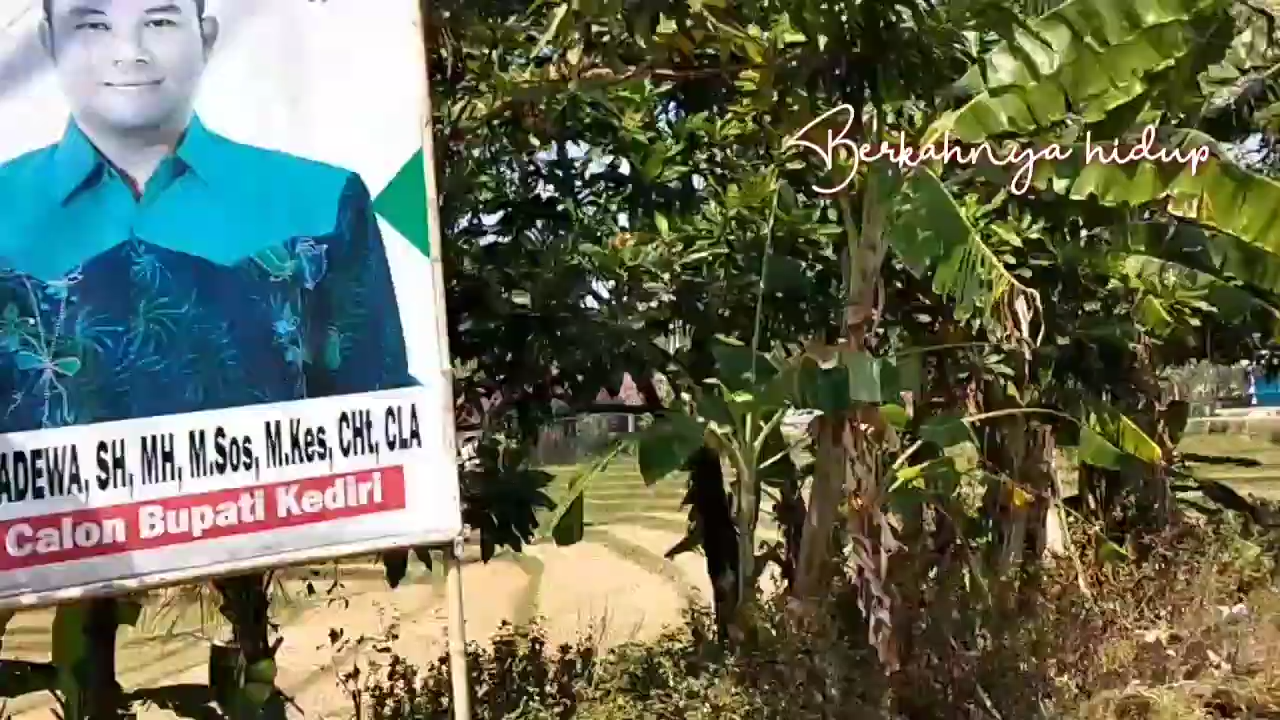 Berkahnya hidup
ADEWA, SH, MH, M.Sos, M.Kes, CHt, CLA
Calon Bupati Kediri